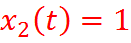 x₂(t) = 1